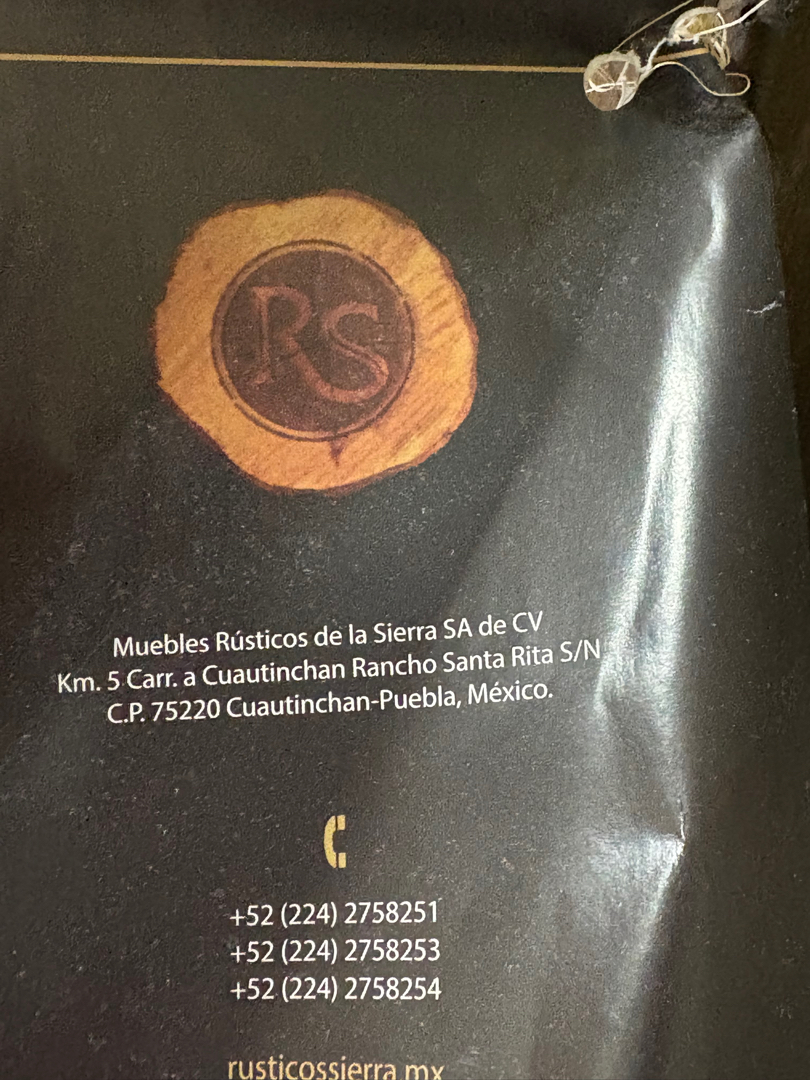 RS
Muebles Rústicos de la Sierra SA de CV
Km. 5 Carr. a Cuautinchan Rancho Santa Rita S/N
C.P. 75220 Cuautinchan-Puebla, México.
+52 (224) 2758251
+52 (224) 2758253
+52 (224) 2758254
rusticossierra.mx